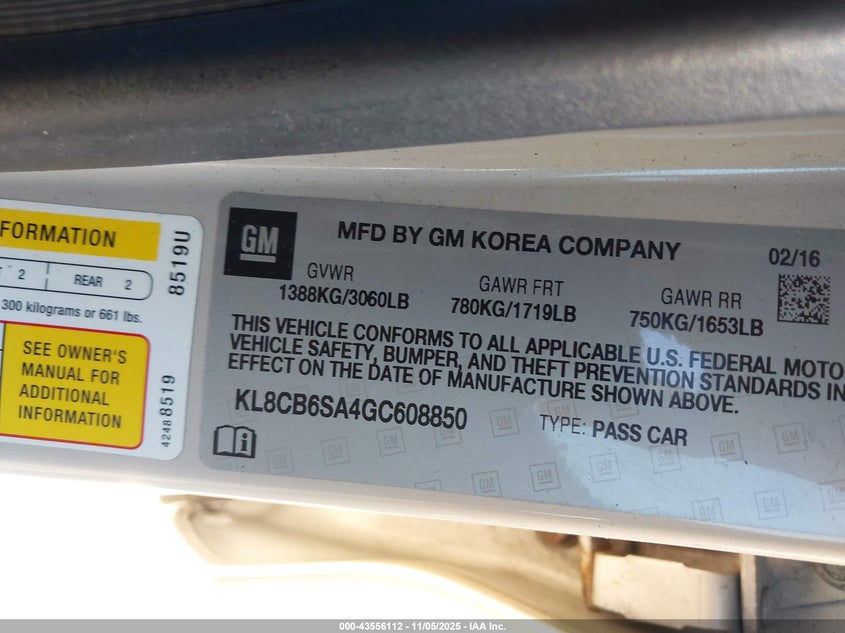 FORMATION
2
REAR 2
300 kilograms or 661 lbs.
SEE OWNER'S
MANUAL FOR
ADDITIONAL
INFORMATION
8519U
42488519
GM
MFD BY GM KOREA COMPANY
02/16
GVWR
1388KG/3060LB
GAWR FRT
780KG/1719LB
GAWR RR
750KG/1653LB
THIS VEHICLE CONFORMS TO ALL APPLICABLE U.S. FEDERAL MOTO
VEHICLE SAFETY, BUMPER, AND THEFT PREVENTION STANDARDS IN
EFFECT ON THE DATE OF MANUFACTURE SHOWN ABOVE.
KL8CB6SA4GC608850
TYPE: PASS CAR
000-43556112 - 11/05/2025 - IAA Inc.